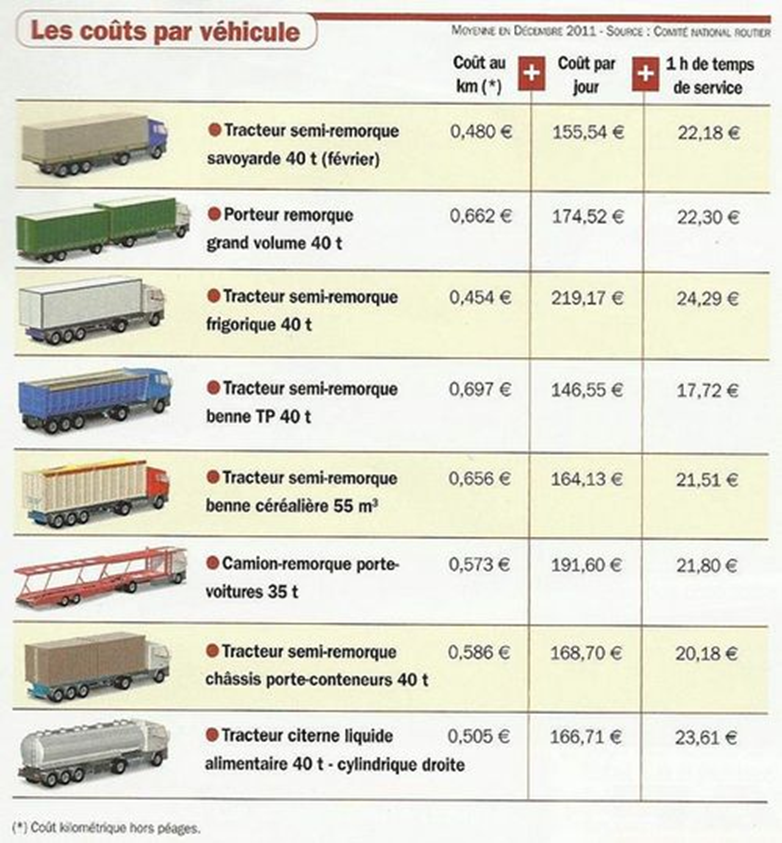 Les coûts par véhicule
MOYENNE EN DÉCEMBRE 2011 - SOURCE : COMITÉ NATIONAL ROUTIER
Coût au km (*) + Coût par jour + 1 h de temps de service
Tracteur semi-remorque 0,480 € 155,54 € 22,18 €
savoyarde 40 t (février)
Porteur remorque 0,662 € 174,52 € 22,30 €
grand volume 40 t
Tracteur semi-remorque 0,454 € 219,17 € 24,29 €
frigorique 40 t
Tracteur semi-remorque 0,697 € 146,55 € 17,72 €
benne TP 40 t
Tracteur semi-remorque 0,656 € 164,13 € 21,51 €
benne céréalière 55 m³
Camion-remorque porte- 0,573 € 191,60 € 21,80 €
voitures 35 t
Tracteur semi-remorque 0,586 € 168,70 € 20,18 €
châssis porte-conteneurs 40 t
Tracteur citerne liquide 0,505 € 166,71 € 23,61 €
alimentaire 40 t - cylindrique droite
(*) Coût kilométrique hors péages.